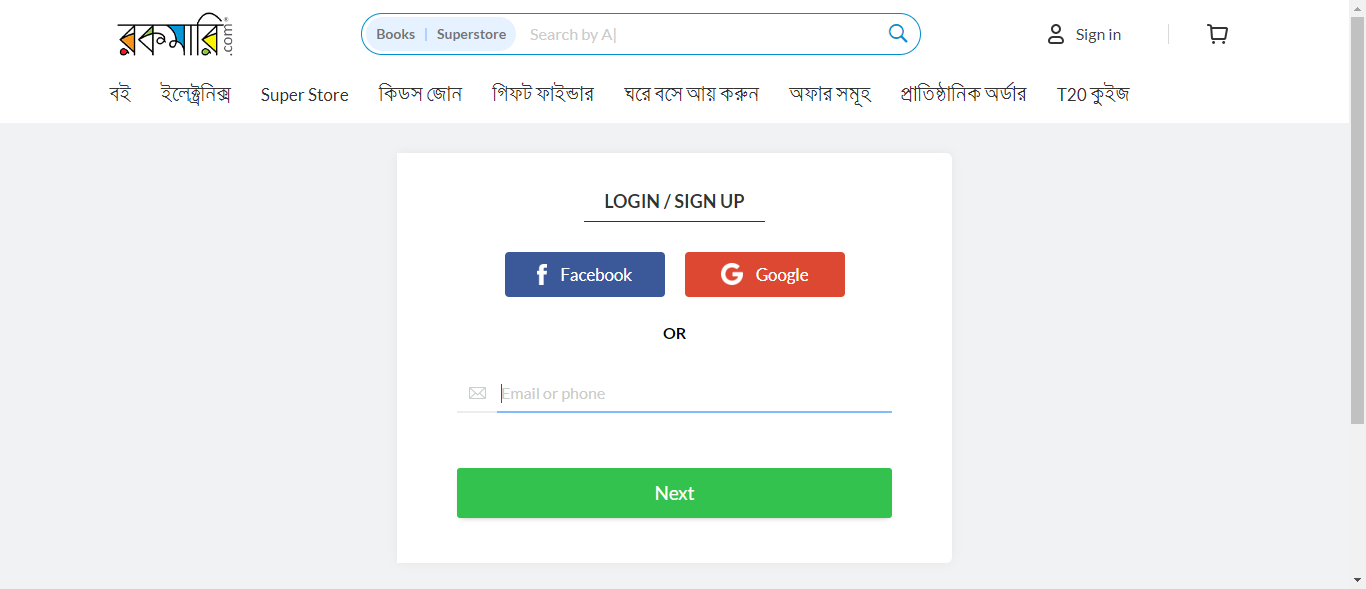 রকমারি.com
Books | Superstore Search by A|
Sign in
বই ইলেক্ট্রনিক্স Super Store কিডস জোন গিফট ফাইন্ডার ঘরে বসে আয় করুন অফার সমূহ প্রাতিষ্ঠানিক অর্ডার T20 কুইজ
LOGIN / SIGN UP
Facebook Google
OR
Email or phone
Next